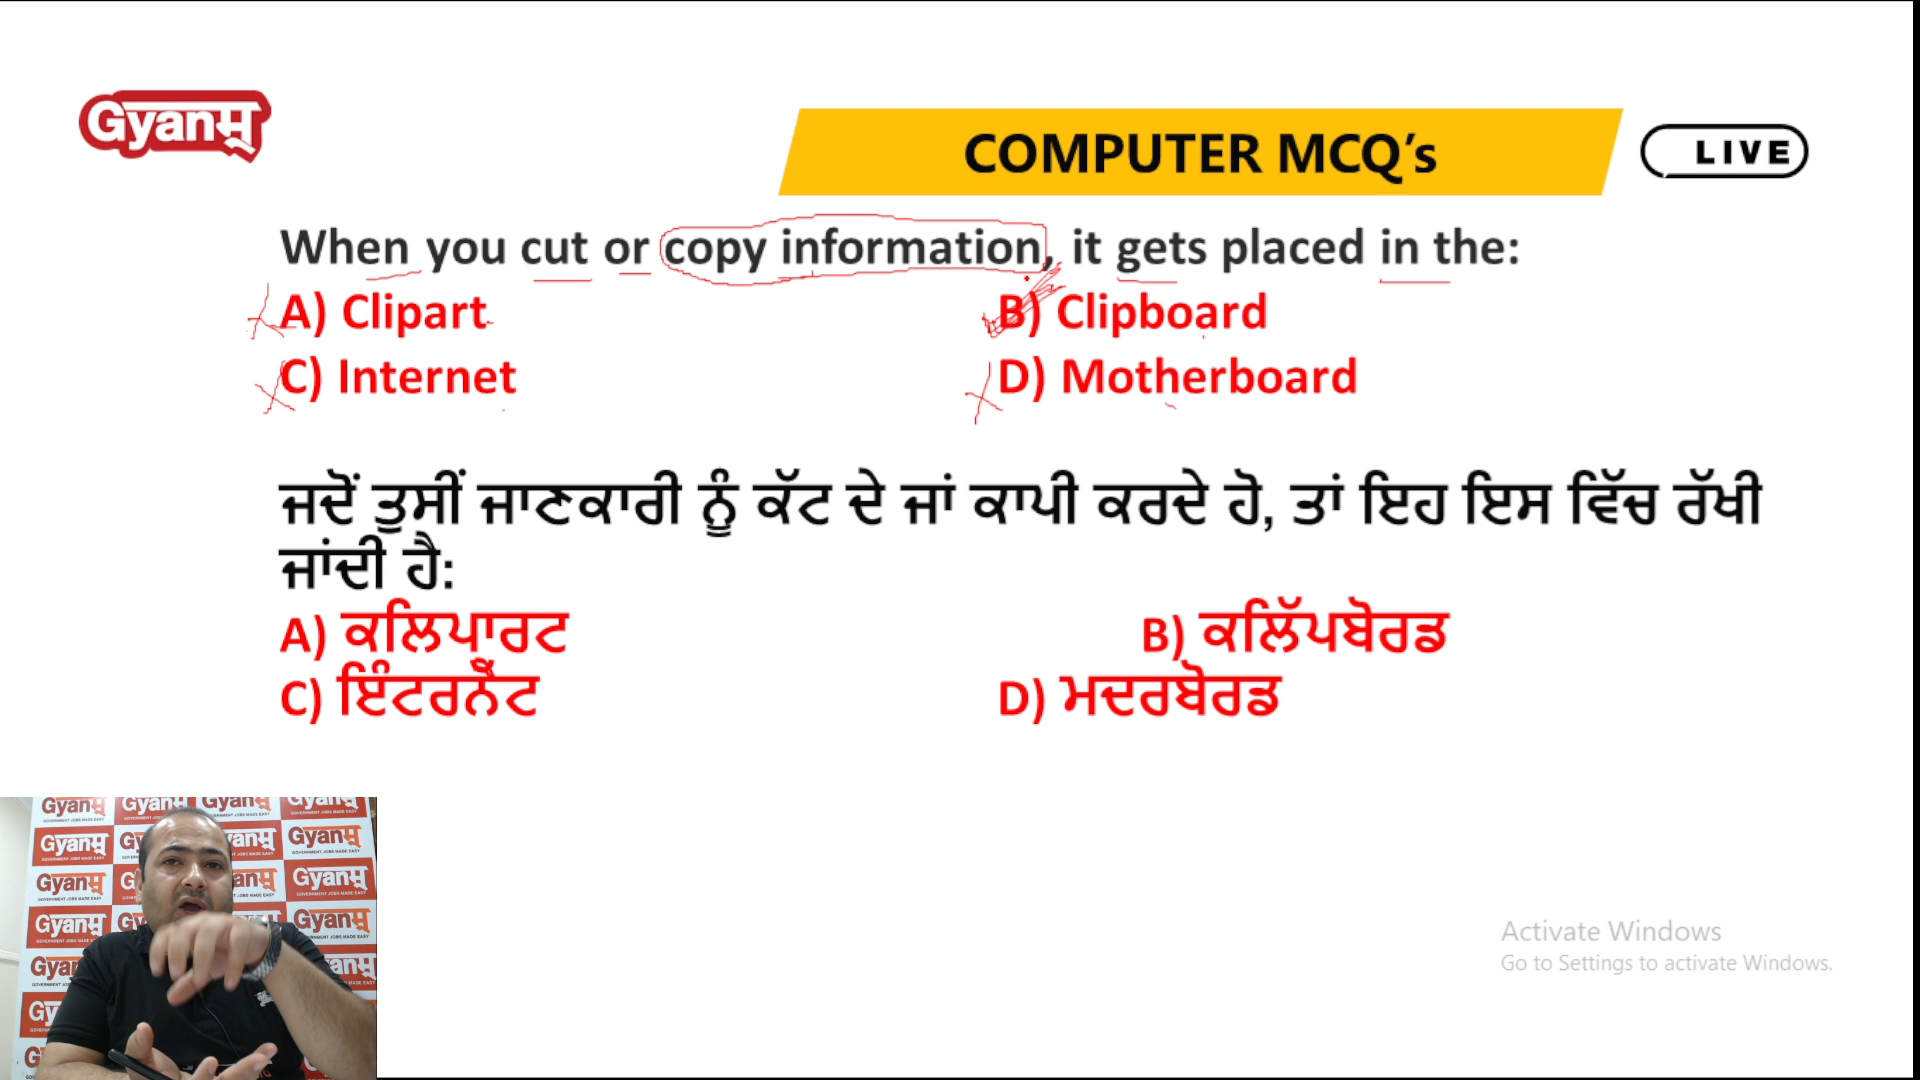 Gyanਸ਼੍ਰ
COMPUTER MCQ's
LIVE
When you cut or copy information, it gets placed in the:
A) Clipart B) Clipboard
C) Internet D) Motherboard
ਜਦੋਂ ਤੁਸੀਂ ਜਾਣਕਾਰੀ ਨੂੰ ਕੱਟ ਦੇ ਜਾਂ ਕਾਪੀ ਕਰਦੇ ਹੋ, ਤਾਂ ਇਹ ਇਸ ਵਿੱਚ ਰੱਖੀ
ਜਾਂਦੀ ਹੈ:
A) ਕਲਿਪਾਰਟ B) ਕਲਿੱਪਬੋਰਡ
C) ਇੰਟਰਨੈੱਟ D) ਮਦਰਬੋਰਡ
Activate Windows
Go to Settings to activate Windows.